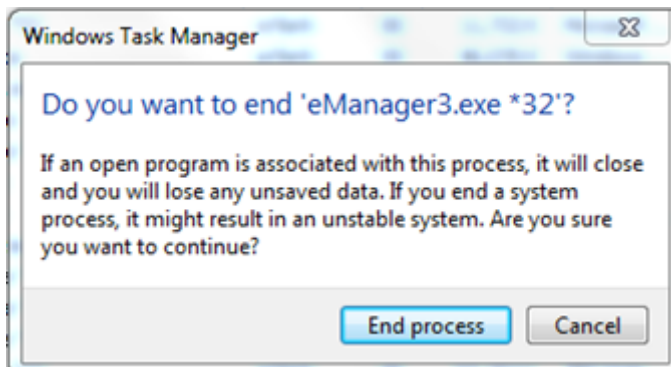 Windows Task Manager
Do you want to end 'eManager3.exe *32'?
If an open program is associated with this process, it will close
and you will lose any unsaved data. If you end a system
process, it might result in an unstable system. Are you sure
you want to continue?
End process
Cancel